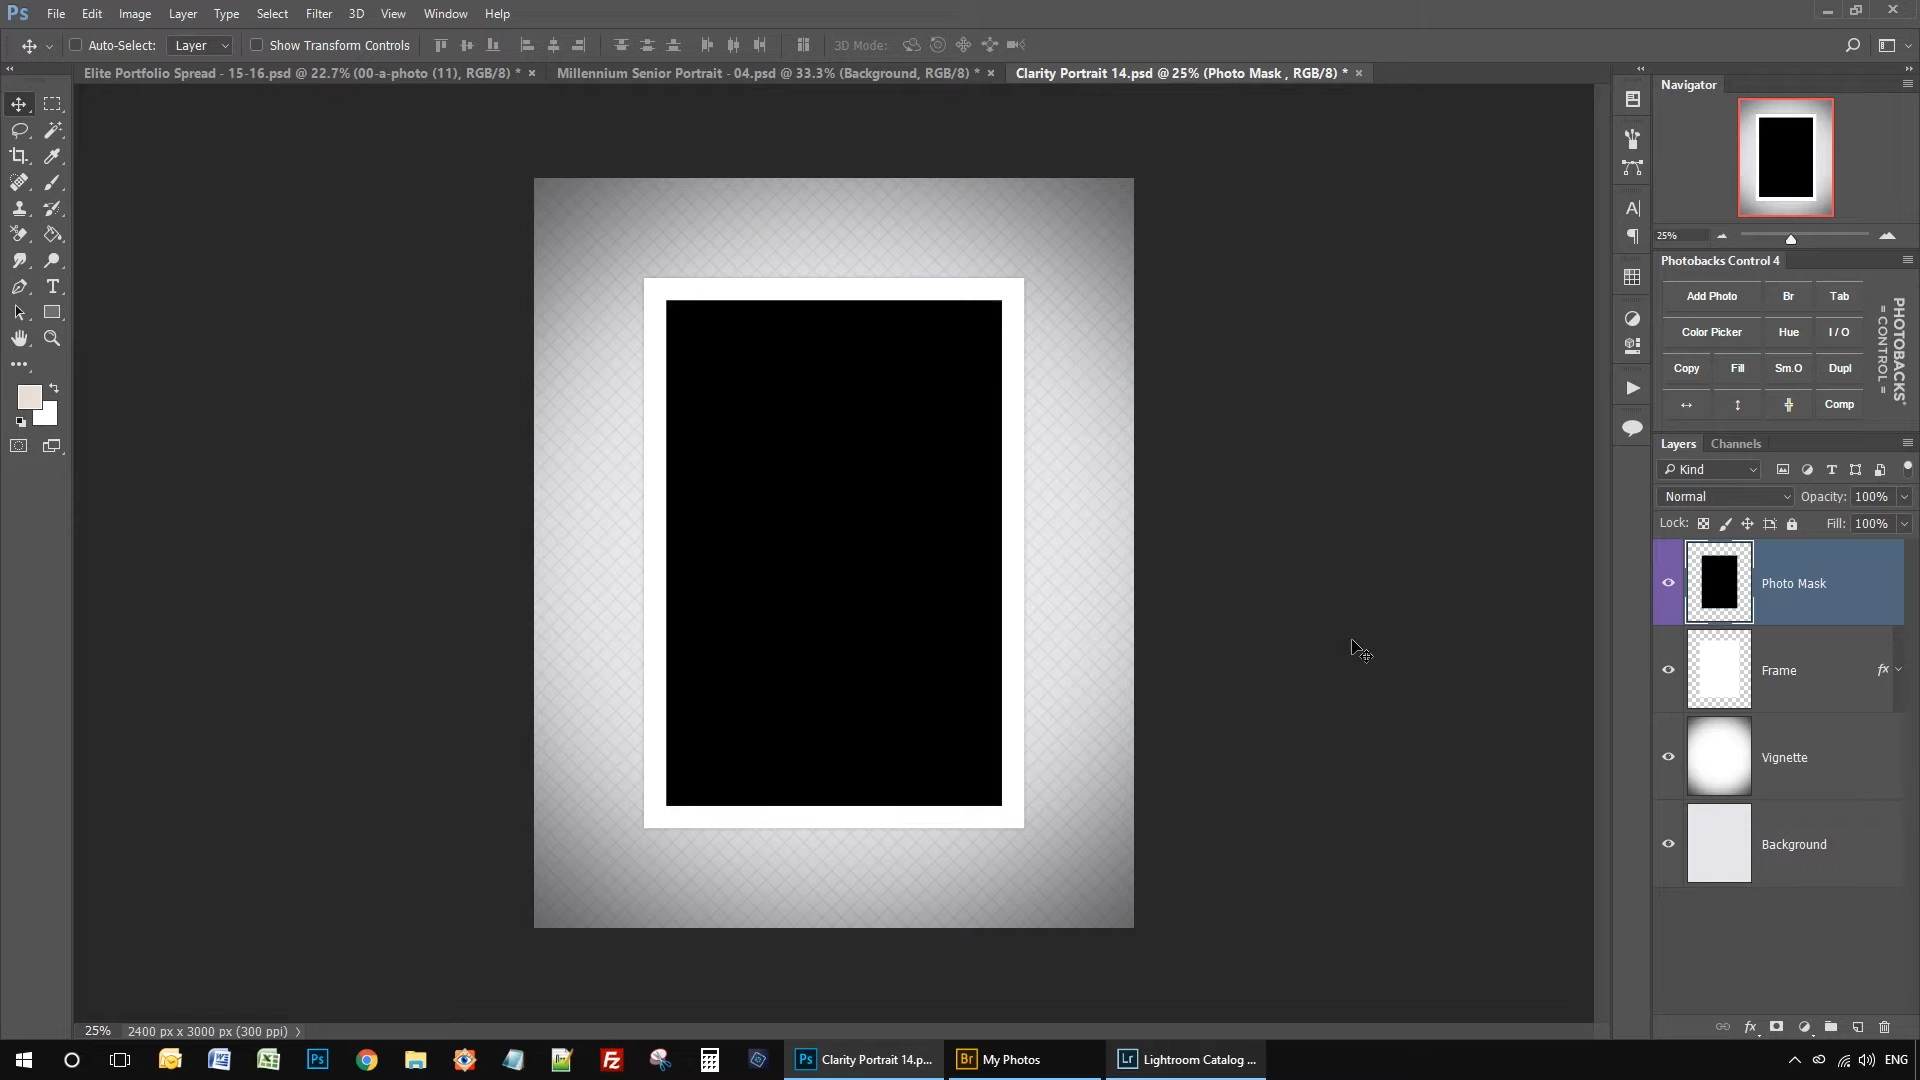 Ps File Edit Image Layer Type Select Filter 3D View Window Help
Auto-Select: Layer Show Transform Controls 3D Mode:
Elite Portfolio Spread - 15-16.psd @ 22.7% (00-a-photo (11), RGB/8) * × Millennium Senior Portrait - 04.psd @ 33.3% (Background, RGB/8) * × Clarity Portrait 14.psd @ 25% (Photo Mask , RGB/8) * ×
Navigator
25%
Photobacks Control 4
Add Photo Br Tab
Color Picker Hue I / O
Copy Fill Sm.O Dupl
Comp
PHOTOBACKS
= CONTROL =
Layers Channels
Kind
Normal Opacity: 100%
Lock: Fill: 100%
Photo Mask
Frame fx
Vignette
Background
25% 2400 px x 3000 px (300 ppi)
fx
Ps Clarity Portrait 14.p... Br My Photos Lr Lightroom Catalog ... ENG